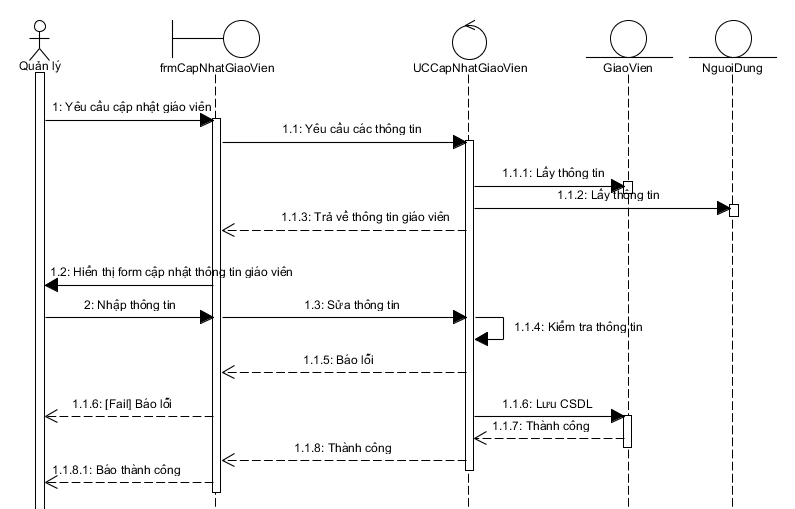 Quản lý
frmCapNhatGiaoVien
UCCapNhatGiaoVien
GiaoVien
NguoiDung
1: Yêu cầu cập nhật giáo viên
1.1: Yêu cầu các thông tin
1.1.1: Lấy thông tin
1.1.2: Lấy thông tin
1.1.3: Trả về thông tin giáo viên
1.2: Hiển thị form cập nhật thông tin giáo viên
2: Nhập thông tin
1.3: Sửa thông tin
1.1.4: Kiểm tra thông tin
1.1.5: Báo lỗi
1.1.6: [Fail] Báo lỗi
1.1.6: Lưu CSDL
1.1.7: Thành công
1.1.8: Thành công
1.1.8.1: Báo thành công